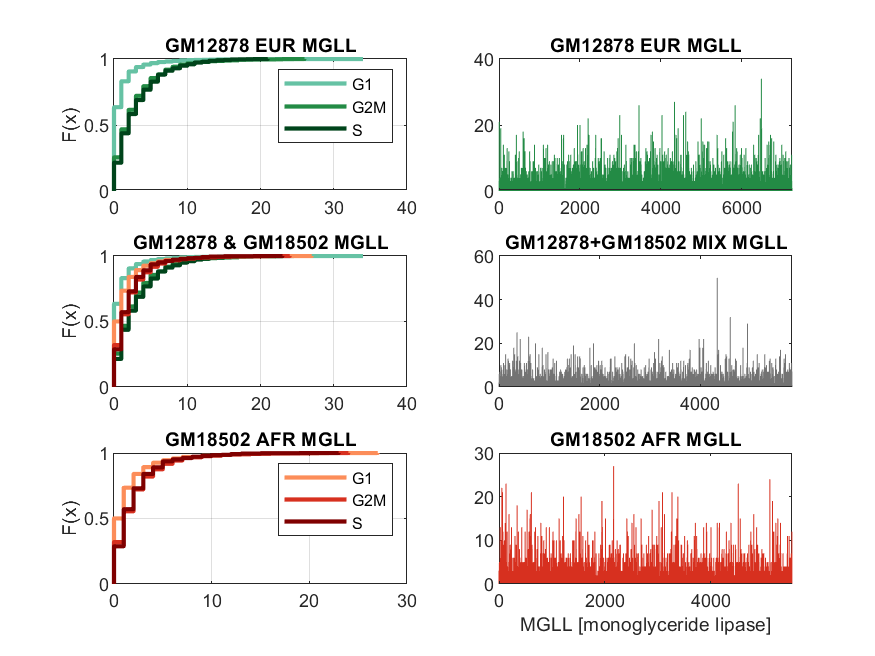 GM12878 EUR MGLL
1
0.5
0
F(x)
0 10 20 30 40
G1
G2M
S
GM12878 EUR MGLL
40
20
0
0 2000 4000 6000
GM12878 & GM18502 MGLL
1
0.5
0
F(x)
0 10 20 30 40
GM12878+GM18502 MIX MGLL
60
40
20
0
0 2000 4000
GM18502 AFR MGLL
1
0.5
0
F(x)
0 10 20 30
G1
G2M
S
GM18502 AFR MGLL
30
20
10
0
0 2000 4000
MGLL [monoglyceride lipase]